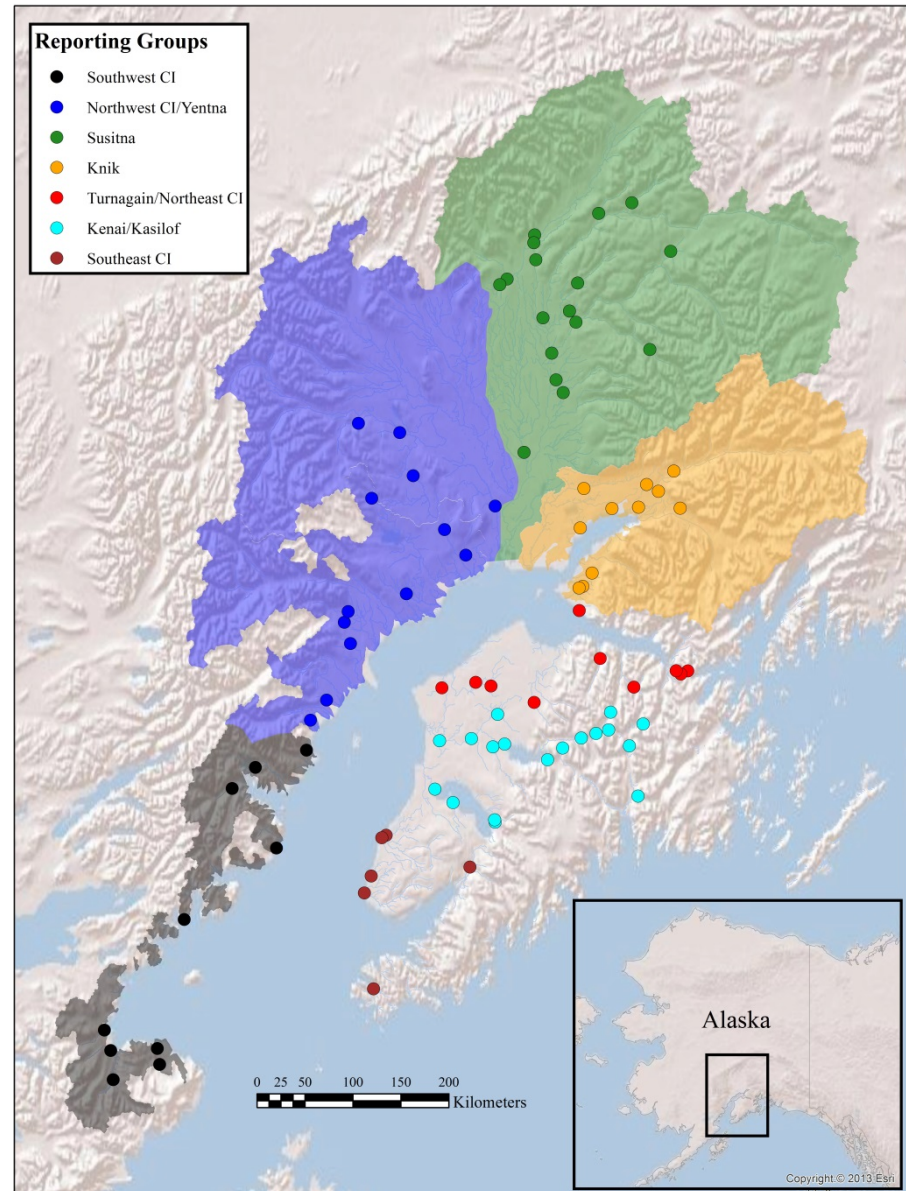 Reporting Groups
Southwest CI
Northwest CI/Yentna
Susitna
Knik
Turnagain/Northeast CI
Kenai/Kasilof
Southeast CI
0 25 50 100 150 200
Kilometers
Alaska
Copyright:© 2013 Esri